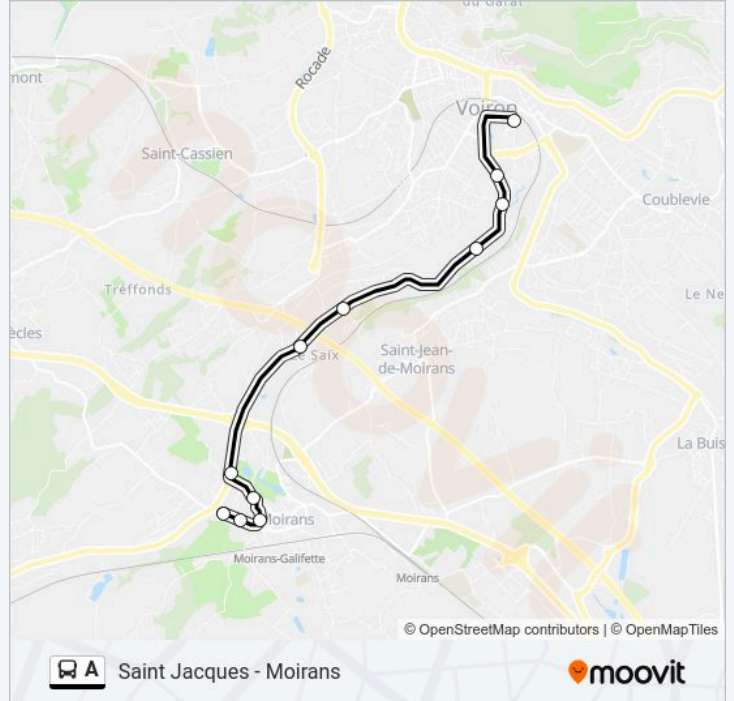 du Garat
mont
Rocade
Voiron
Saint-Cassien
Coublevie
Tréffonds
Le Ne
ècles
Le Saix
Saint-Jean-
de-Moirans
La Buis
Moirans
Moirans-Galifette
Moirans
© OpenStreetMap contributors | © OpenMapTiles
A Saint Jacques - Moirans
moovit